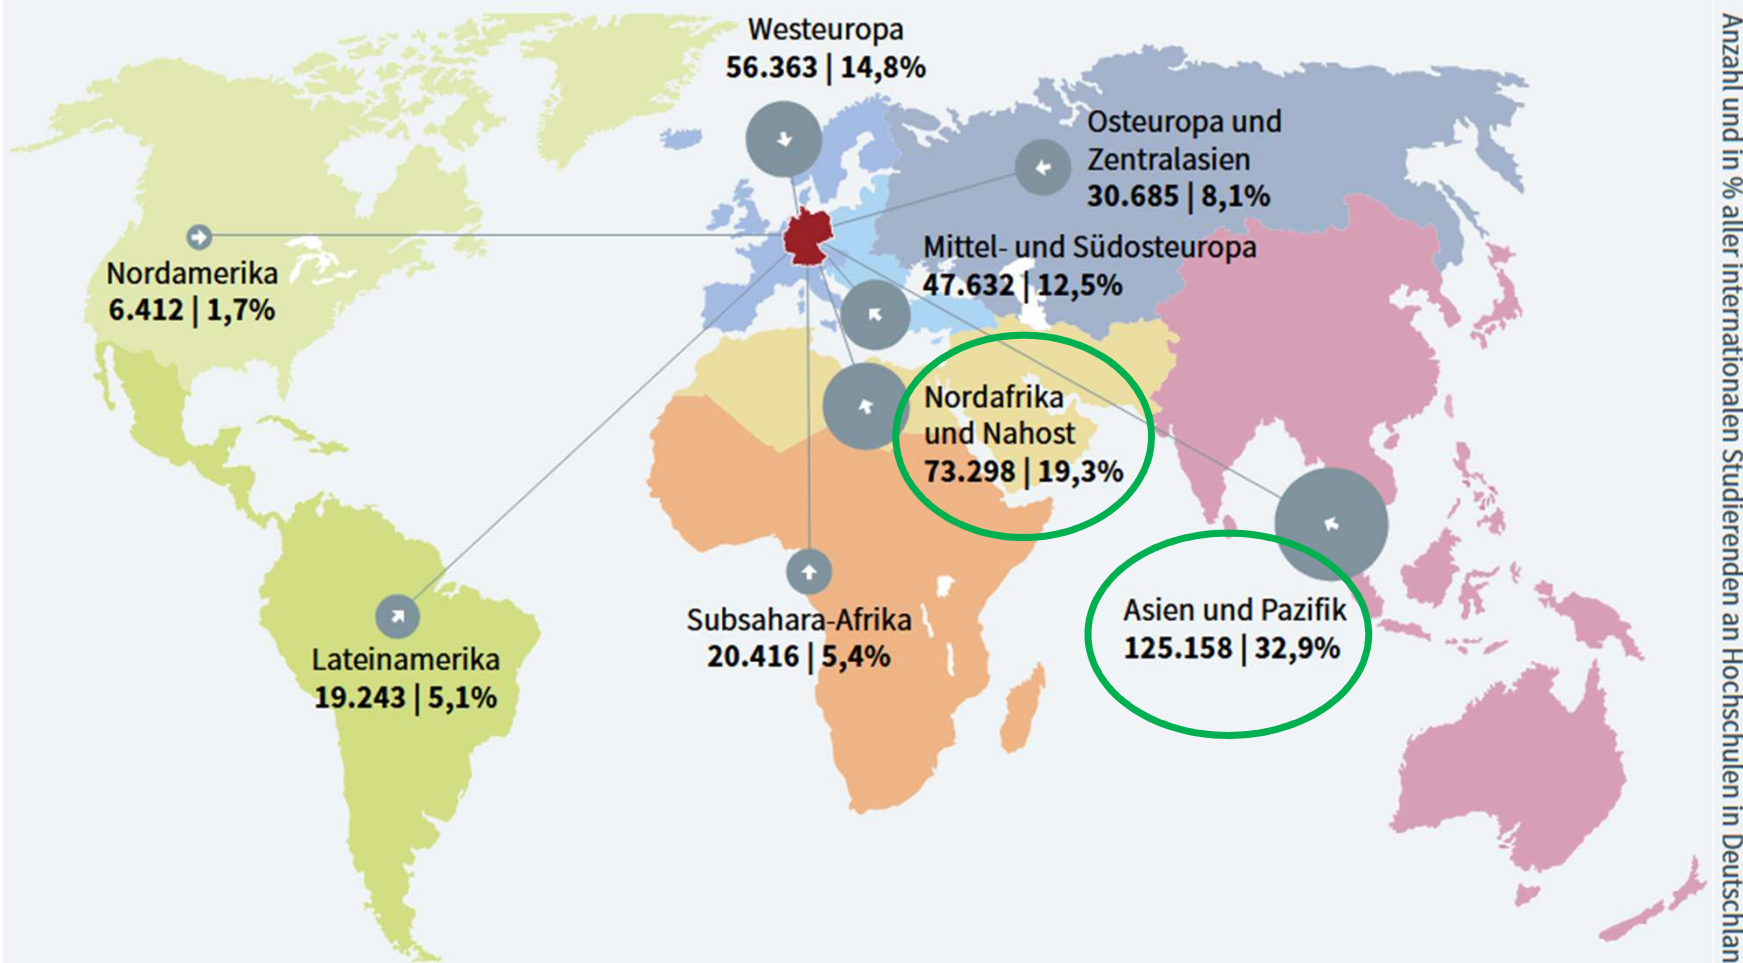 Westeuropa
56.363 | 14,8%
Osteuropa und
Zentralasien
30.685 | 8,1%
Mittel- und Südosteuropa
47.632 | 12,5%
Nordamerika
6.412 | 1,7%
Nordafrika
und Nahost
73.298 | 19,3%
Asien und Pazifik
125.158 | 32,9%
Subsahara-Afrika
20.416 | 5,4%
Lateinamerika
19.243 | 5,1%
Anzahl und in % aller internationalen Studierenden an Hochschulen in Deutschlan